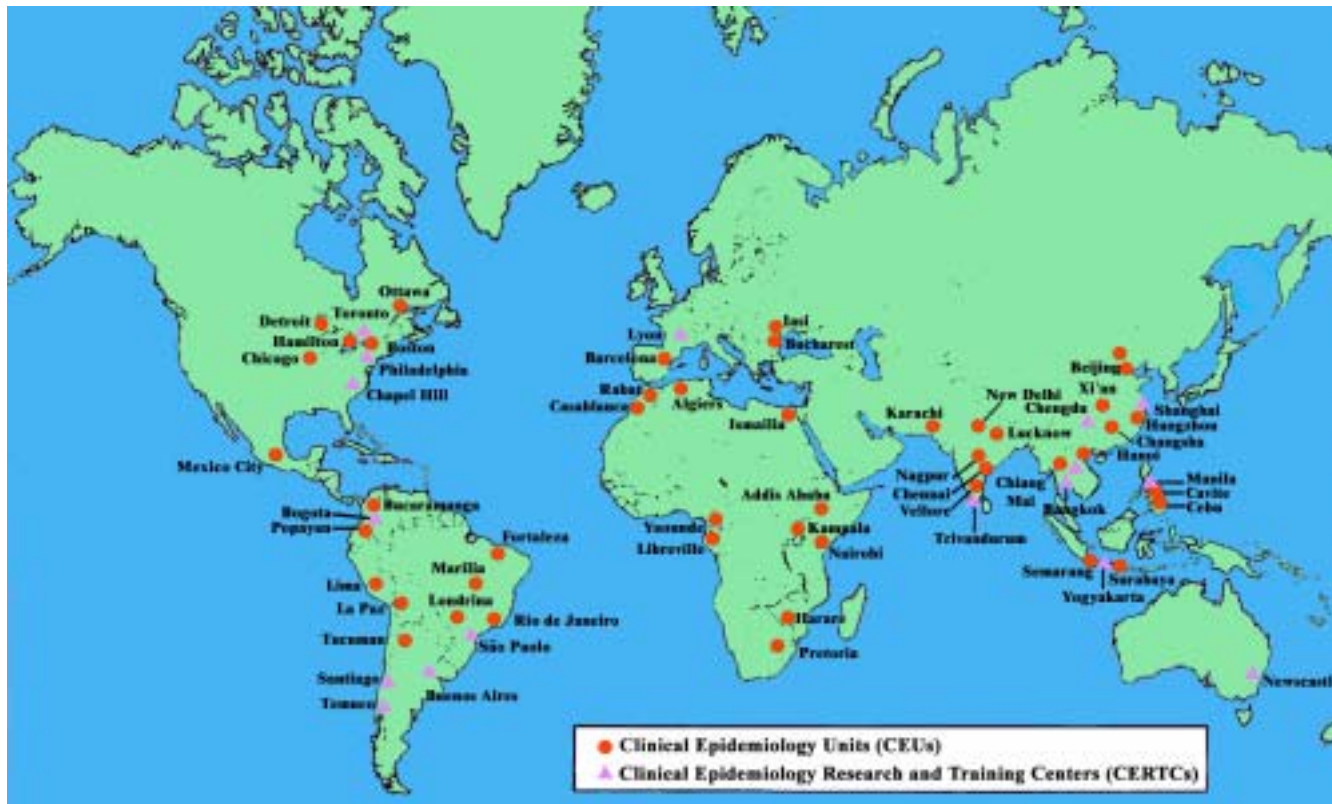 Ottawa
Toronto
Detroit
Hamilton
Boston
Chicago
Philadelphia
Chapel Hill
Mexico City
Bucaramanga
Bogota
Popayan
Fortaleza
Marilia
Lima
Londrina
La Paz
Rio de Janeiro
Tucuman
São Paolo
Santiago
Buenos Aires
Temuco
Iasi
Lyon
Bucharest
Barcelona
Rabat
Casablanca
Algiers
Ismailia
Addis Ababa
Yaounde
Kampala
Libreville
Nairobi
Harare
Pretoria
Beijing
Xi'an
New Delhi
Chengdu
Shanghai
Karachi
Hangzhou
Lucknow
Changsha
Hanoi
Nagpur
Chennai
Chiang
Mai
Manila
Cavite
Vellore
Bangkok
Cebu
Trivandurum
Semarang
Surabaya
Yogyakarta
Newcastl
Clinical Epidemiology Units (CEUs)
Clinical Epidemiology Research and Training Centers (CERTCs)